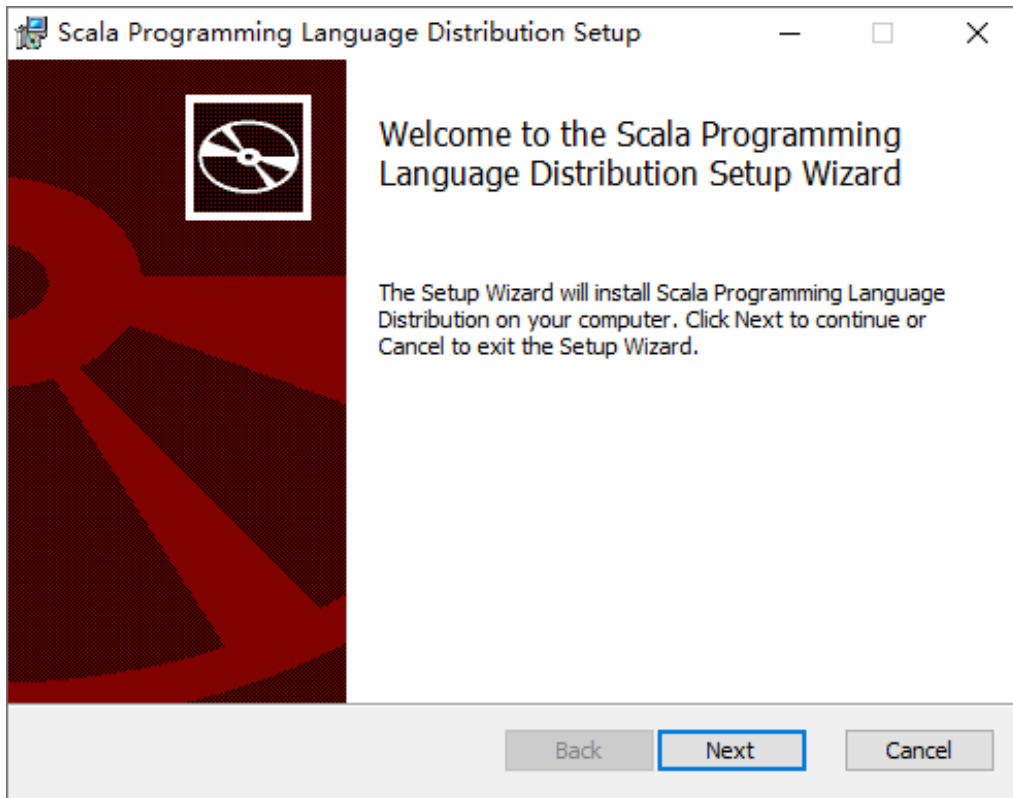 Scala Programming Language Distribution Setup
Welcome to the Scala Programming
Language Distribution Setup Wizard
The Setup Wizard will install Scala Programming Language
Distribution on your computer. Click Next to continue or
Cancel to exit the Setup Wizard.
Back Next Cancel